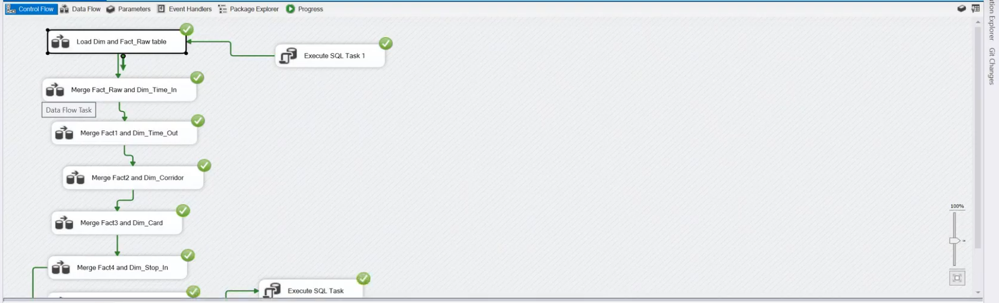 Control Flow
Data Flow
Parameters
Event Handlers
Package Explorer
Progress
Load Dim and Fact_Raw table
Execute SQL Task 1
Merge Fact_Raw and Dim_Time_In
Data Flow Task
Merge Fact1 and Dim_Time_Out
Merge Fact2 and Dim_Corridor
Merge Fact3 and Dim_Card
Merge Fact4 and Dim_Stop_In
Execute SQL Task
100%
Explorer
Git Changes